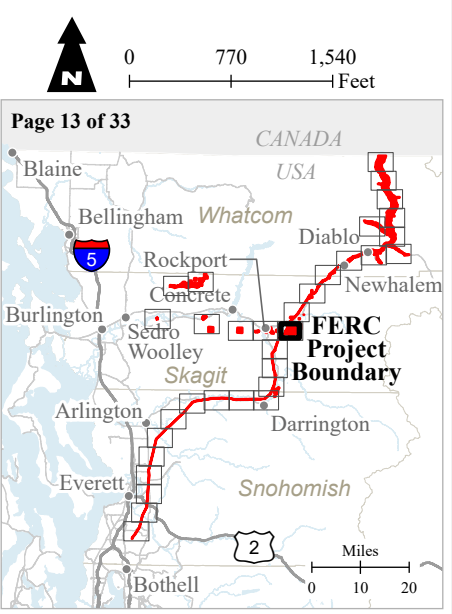 N
0 770 1,540
Feet
Page 13 of 33
CANADA
USA
Blaine
Bellingham
Whatcom
5
Diablo
Rockport
Newhalem
Concrete
Burlington
Sedro
Woolley
FERC
Project
Boundary
Skagit
Arlington
Darrington
Everett
Snohomish
2
Miles
0 10 20
Bothell